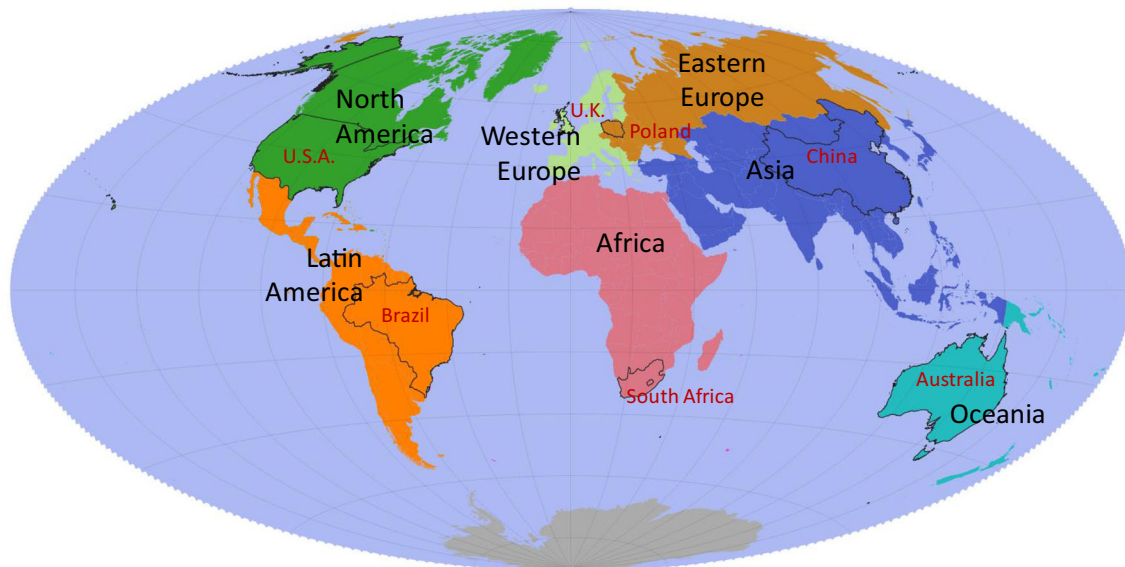 North
America
U.S.A.
Latin
America
Brazil
U.K.
Western
Europe
Poland
Eastern
Europe
Asia
China
Africa
South Africa
Australia
Oceania